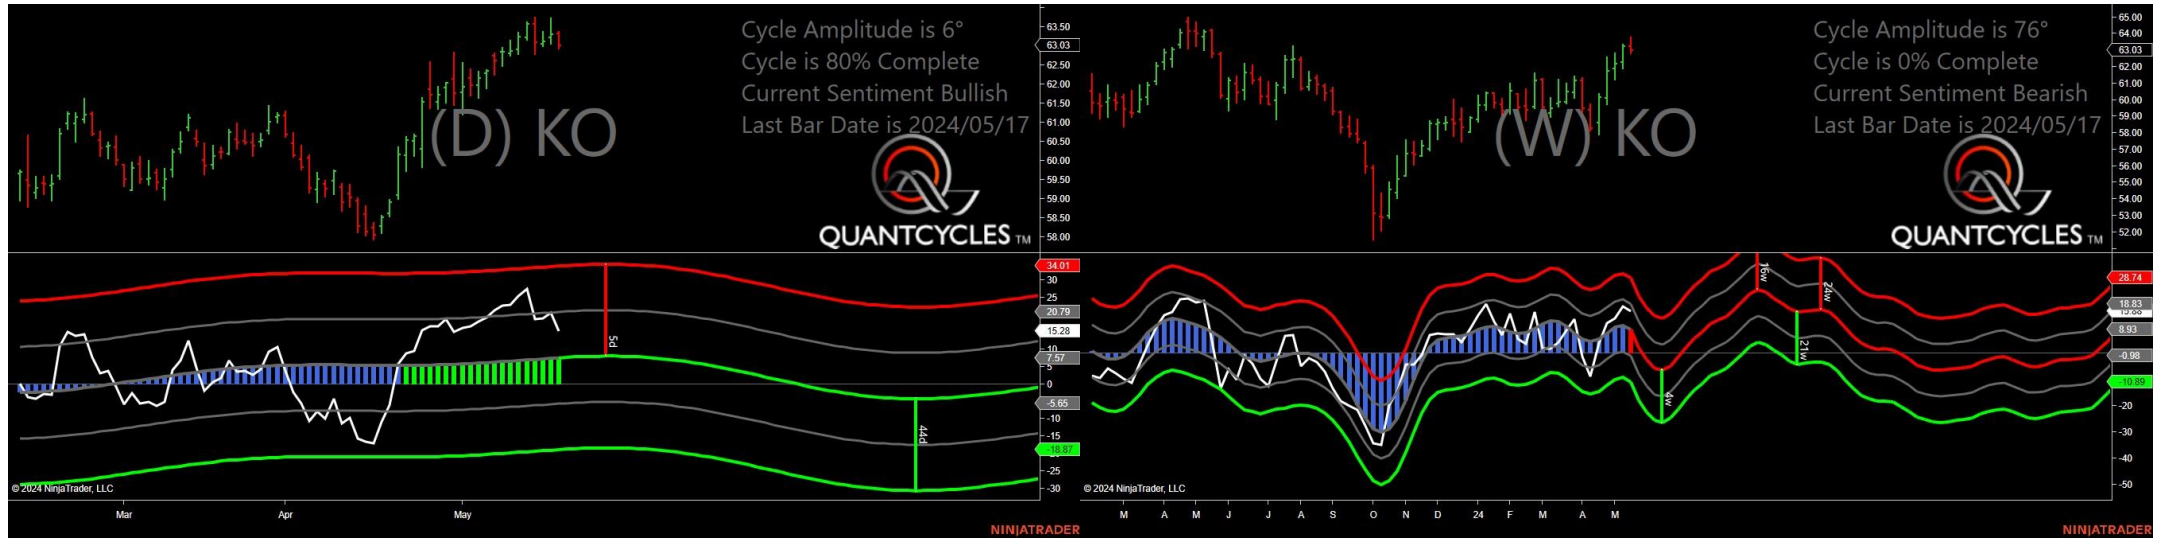 Cycle Amplitude is 6°
Cycle is 80% Complete
Current Sentiment Bullish
Last Bar Date is 2024/05/17
(D) KO
QUANTCYCLES TM
63.50
63.03
62.50
62.00
61.50
61.00
60.50
60.00
59.50
59.00
58.50
58.00
34.01
30
25
20.79
15.28
10
7.57
5
0
-5.65
-10
-15
-18.87
-25
-30
5d
44d
© 2024 NinjaTrader, LLC
Mar
Apr
May
NINJATRADER
Cycle Amplitude is 76°
Cycle is 0% Complete
Current Sentiment Bearish
Last Bar Date is 2024/05/17
(W) KO
QUANTCYCLES TM
65.00
64.00
63.03
62.00
61.00
60.00
59.00
58.00
57.00
56.00
55.00
54.00
53.00
52.00
16w
24w
21w
4w
28.74
18.83
8.93
-0.98
-10.89
-20
-30
-40
-50
© 2024 NinjaTrader, LLC
M A M J J A S O N D 24 F M A M
NINJATRADER